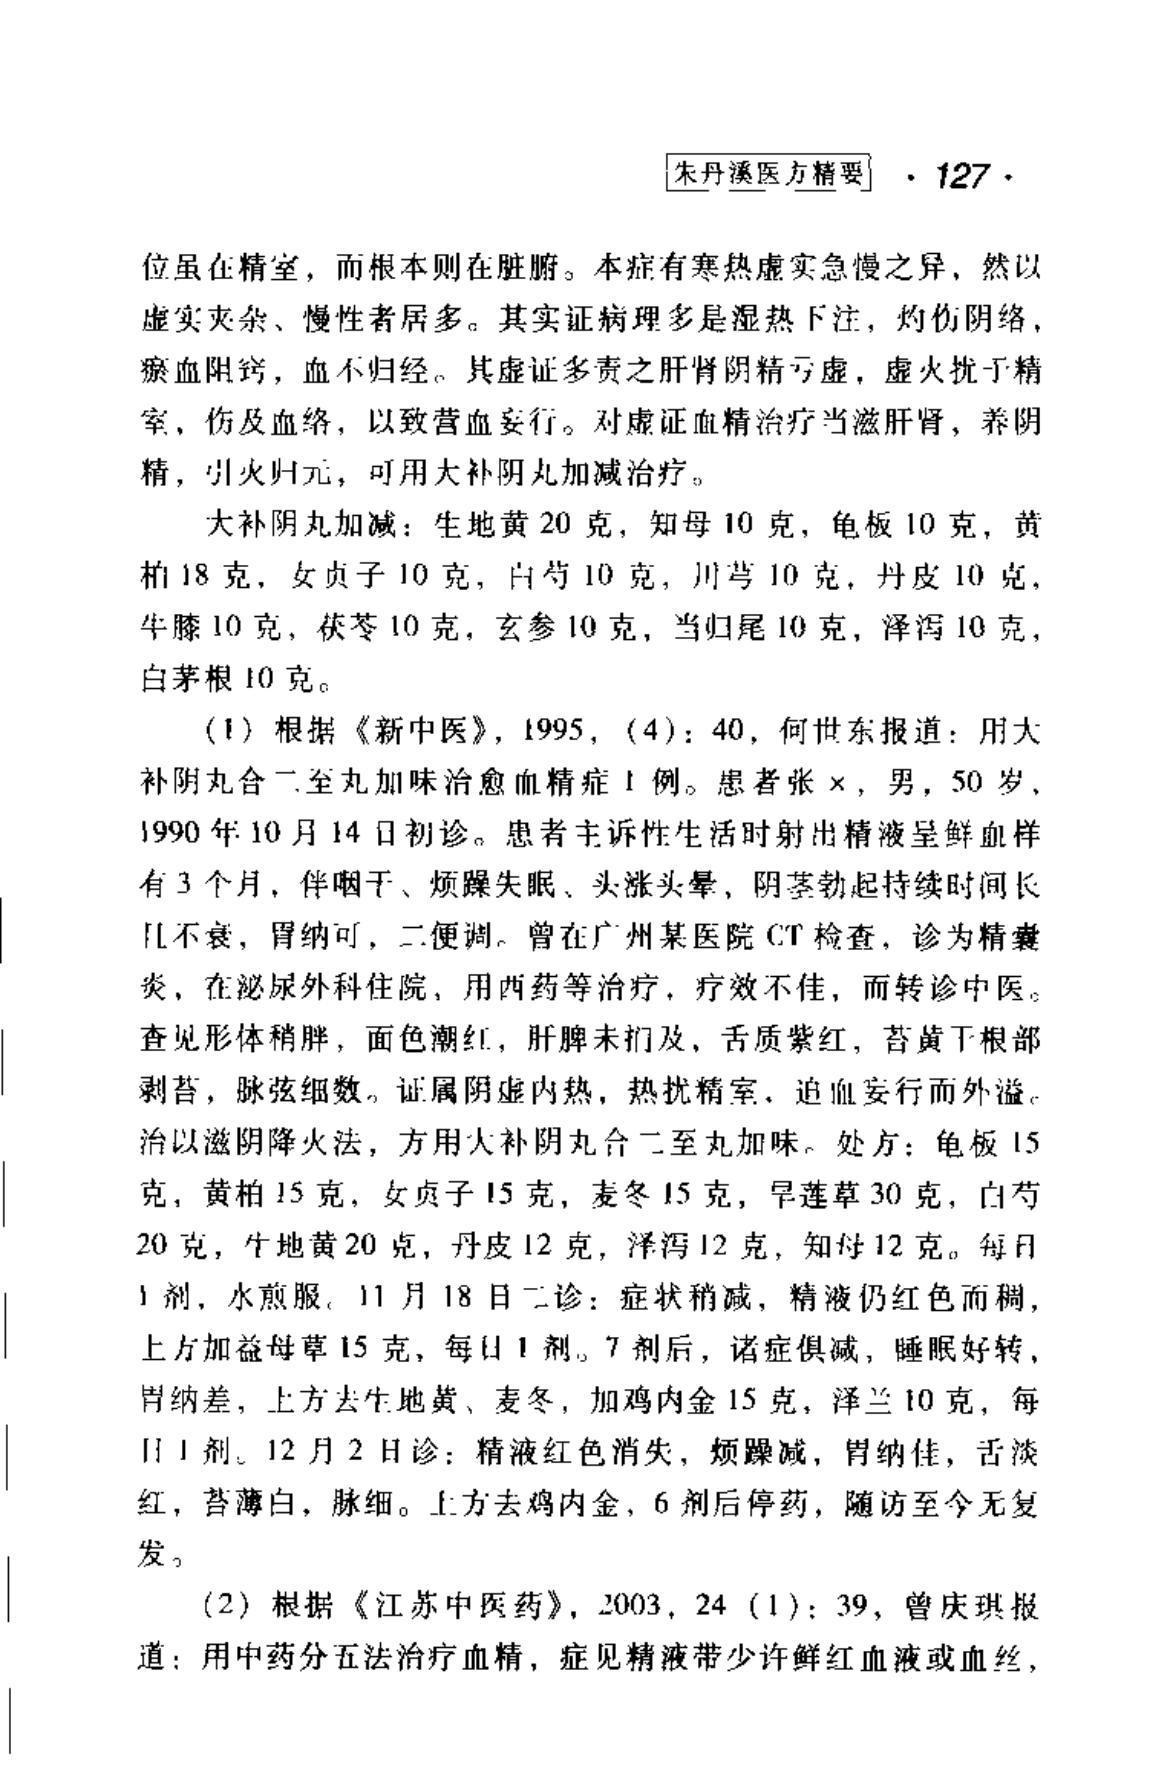 朱丹溪医方精要 · 127 ·
位虽在精室，而根本则在脏腑。本症有寒热虚实急慢之异，然以
虚实夹杂、慢性者居多。其实证病理多是湿热下注，灼伤阴络，
瘀血阻窍，血不归经。其虚证多责之肝肾阴精亏虚，虚火扰于精
室，伤及血络，以致营血妄行。对虚证血精治疗当滋肝肾，养阴
精，引火归元，可用大补阴丸加减治疗。
大补阴丸加减：生地黄 20 克，知母 10 克，龟板 10 克，黄
柏 18 克，女贞子 10 克，白芍 10 克，川芎 10 克，丹皮 10 克，
牛膝 10 克，茯苓 10 克，玄参 10 克，当归尾 10 克，泽泻 10 克，
白茅根 10 克。
(1) 根据《新中医》，1995，(4)：40，何世东报道：用大
补阴丸合二至丸加味治愈血精症 1 例。患者张 ×，男，50 岁，
1990 年 10 月 14 日初诊。患者主诉性生活时射出精液呈鲜血样
有 3 个月，伴咽干、烦躁失眠、头涨头晕，阴茎勃起持续时间长
且不衰，胃纳可，二便调。曾在广州某医院 CT 检查，诊为精囊
炎，在泌尿外科住院，用西药等治疗，疗效不佳，而转诊中医。
查见形体稍胖，面色潮红，肝脾未扪及，舌质紫红，苔黄干根部
剥苔，脉弦细数。证属阴虚内热，热扰精室，追血妄行而外溢。
治以滋阴降火法，方用大补阴丸合二至丸加味。处方：龟板 15
克，黄柏 15 克，女贞子 15 克，麦冬 15 克，旱莲草 30 克，白芍
20 克，生地黄 20 克，丹皮 12 克，泽泻 12 克，知母 12 克。每日
1 剂，水煎服。11 月 18 日二诊：症状稍减，精液仍红色而稠，
上方加益母草 15 克，每日 1 剂。7 剂后，诸症俱减，睡眠好转，
胃纳差，上方去生地黄、麦冬，加鸡内金 15 克，泽兰 10 克，每
日 1 剂。12 月 2 日诊：精液红色消失，烦躁减，胃纳佳，舌淡
红，苔薄白，脉细。上方去鸡内金，6 剂后停药，随访至今无复
发。
(2) 根据《江苏中医药》，2003，24 (1)：39，曾庆琪报
道：用中药分五法治疗血精，症见精液带少许鲜红血液或血丝，